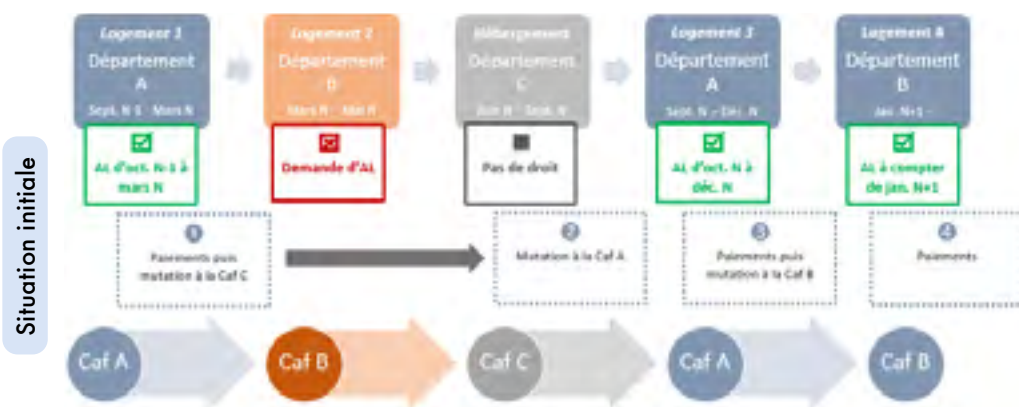 Situation initiale
Logement 1
Département
A
Sept. N-1 - Mars N
Logement 2
Département
B
Mars N - Mai N
Hébergement
Département
C
Juin N - Sept. N
Logement 3
Département
A
Sept. N - Déc. N
Logement 4
Département
B
Jan. N+1 -
AL d'oct. N-1 à
mars N
Demande d'AL
Pas de droit
AL d'oct. N à
déc. N
AL à compter
de jan. N+1
1
Paiements puis
mutation à la Caf C
2
Mutation à la Caf A
3
Paiements puis
mutation à la Caf B
4
Paiements
Caf A
Caf B
Caf C
Caf A
Caf B